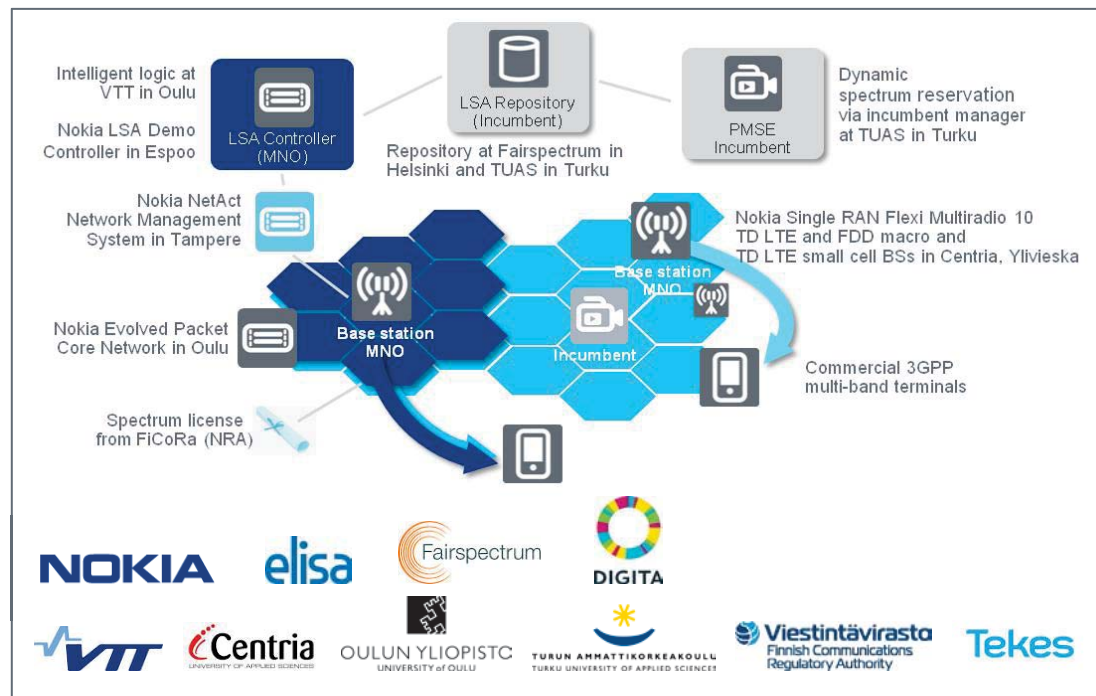 Intelligent logic at
VTT in Oulu
Nokia LSA Demo
Controller in Espoo
LSA Controller
(MNO)
LSA Repository
(Incumbent)
Repository at Fairspectrum in
Helsinki and TUAS in Turku
PMSE
Incumbent
Dynamic
spectrum reservation
via incumbent manager
at TUAS in Turku
Nokia NetAct
Network Management
System in Tampere
Nokia Single RAN Flexi Multiradio 10
TD LTE and FDD macro and
TD LTE small cell BSs in Centria, Ylivieska
Base station
MNO
Nokia Evolved Packet
Core Network in Oulu
Base station
MNO
Incumbent
Commercial 3GPP
multi-band terminals
Spectrum license
from FiCoRa (NRA)
NOKIA
elisa
Fairspectrum
DIGITA
VTT
Centria
UNIVERSITY OF APPLIED SCIENCES
OULUN YLIOPISTO
UNIVERSITY of OULU
TURUN AMMATTIKORKEAKOULU
TURKU UNIVERSITY OF APPLIED SCIENCES
Viestintävirasto
Finnish Communications
Regulatory Authority
Tekes